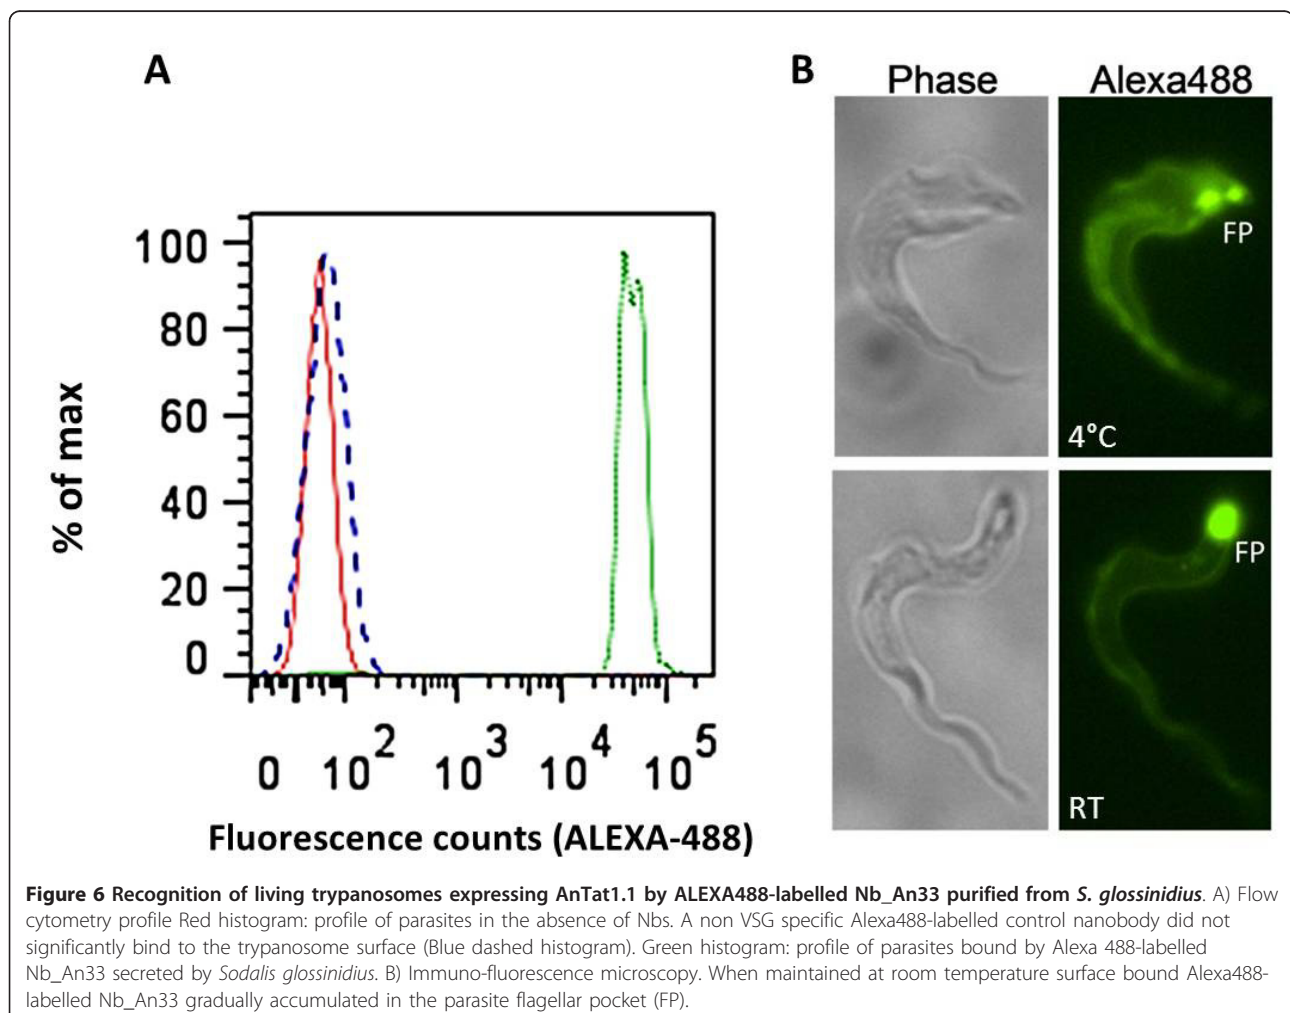 A
100
80
60
40
20
0
% of max
0 10^2 10^3 10^4 10^5
Fluorescence counts (ALEXA-488)
B
Phase Alexa488
FP
4°C
FP
RT
Figure 6 Recognition of living trypanosomes expressing AnTat1.1 by ALEXA488-labelled Nb_An33 purified from S. glossinidius. A) Flow
cytometry profile Red histogram: profile of parasites in the absence of Nbs. A non VSG specific Alexa488-labelled control nanobody did not
significantly bind to the trypanosome surface (Blue dashed histogram). Green histogram: profile of parasites bound by Alexa 488-labelled
Nb_An33 secreted by Sodalis glossinidius. B) Immuno-fluorescence microscopy. When maintained at room temperature surface bound Alexa488-
labelled Nb_An33 gradually accumulated in the parasite flagellar pocket (FP).